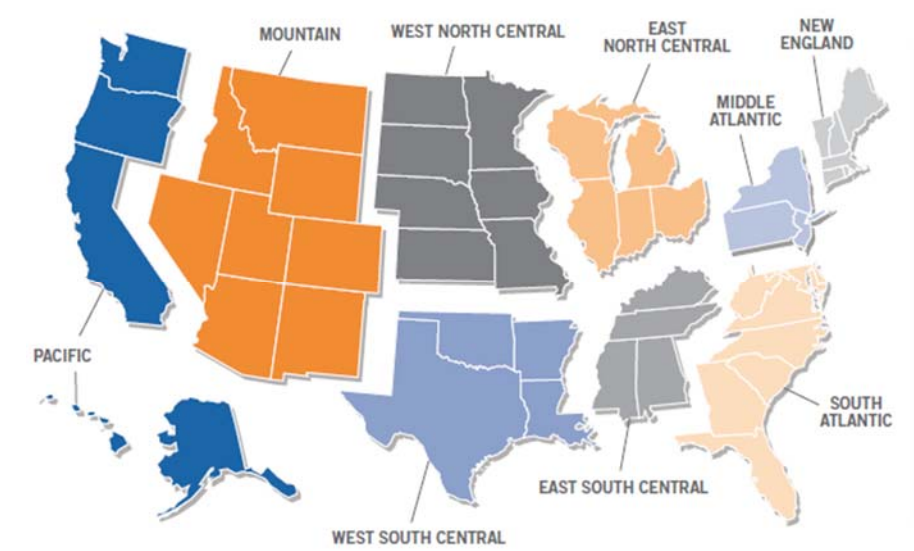 MOUNTAIN
WEST NORTH CENTRAL
EAST
NORTH CENTRAL
NEW
ENGLAND
MIDDLE
ATLANTIC
PACIFIC
SOUTH
ATLANTIC
EAST SOUTH CENTRAL
WEST SOUTH CENTRAL